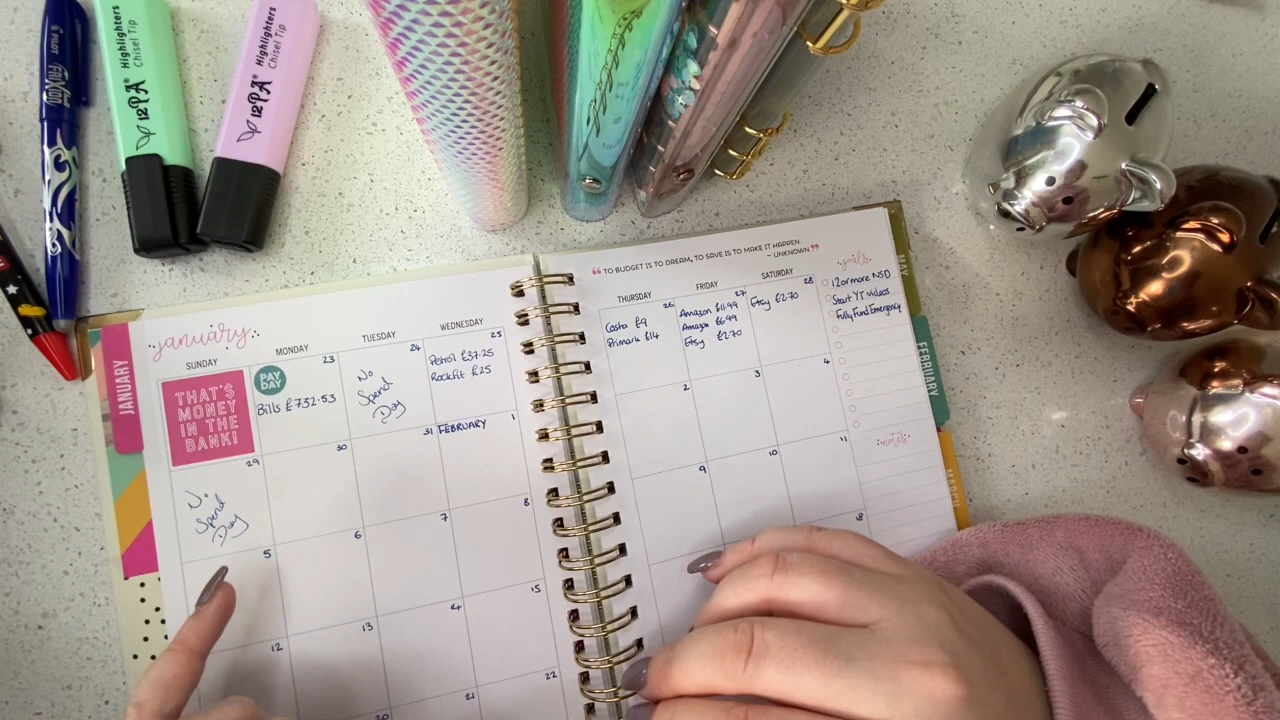 PILOT
FRIXION
Highlighters
Chisel Tip
12PA®
Highlighters
Chisel Tip
12PA®
JANUARY
january
SUNDAY
MONDAY
TUESDAY
WEDNESDAY
THAT'S
MONEY
IN THE
BANK!
23
PAY
DAY
Bills £732.53
24
No
Spend
Day
25
Petrol £37.25
Rockfit £25
29
No
Spend
Day
30
31
FEBRUARY 1
5
6
7
8
12
13
14
15
20
21
22
“ TO BUDGET IS TO DREAM, TO SAVE IS TO MAKE IT HAPPEN.
– UNKNOWN ”
THURSDAY
FRIDAY
SATURDAY
26
Costa £9
Primark £14
27
Amazon £11.99
Amazon £6.99
Etsy £2.70
28
Etsy £2.70
2
3
4
9
10
11
18
goals
12 or more NSD
Start YT videos
Fully Fund Emergency
notes
MAY
FEBRUARY
MARCH